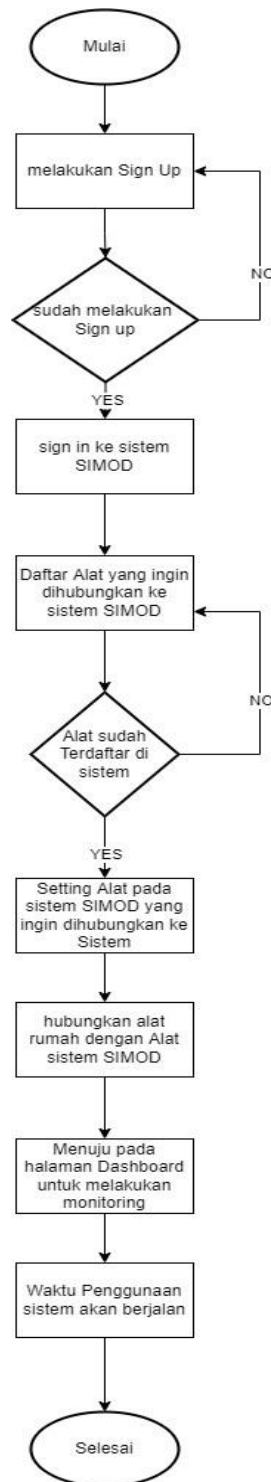 Mulai
melakukan Sign Up
NO
sudah melakukan
Sign up
YES
sign in ke sistem
SIMOD
Daftar Alat yang ingin
dihubungkan ke
sistem SIMOD
NO
Alat sudah
Terdaftar di
sistem
YES
Setting Alat pada
sistem SIMOD yang
ingin dihubungkan ke
Sistem
hubungkan alat
rumah dengan Alat
sistem SIMOD
Menuju pada
halaman Dashboard
untuk melakukan
monitoring
Waktu Penggunaan
sistem akan berjalan
Selesai